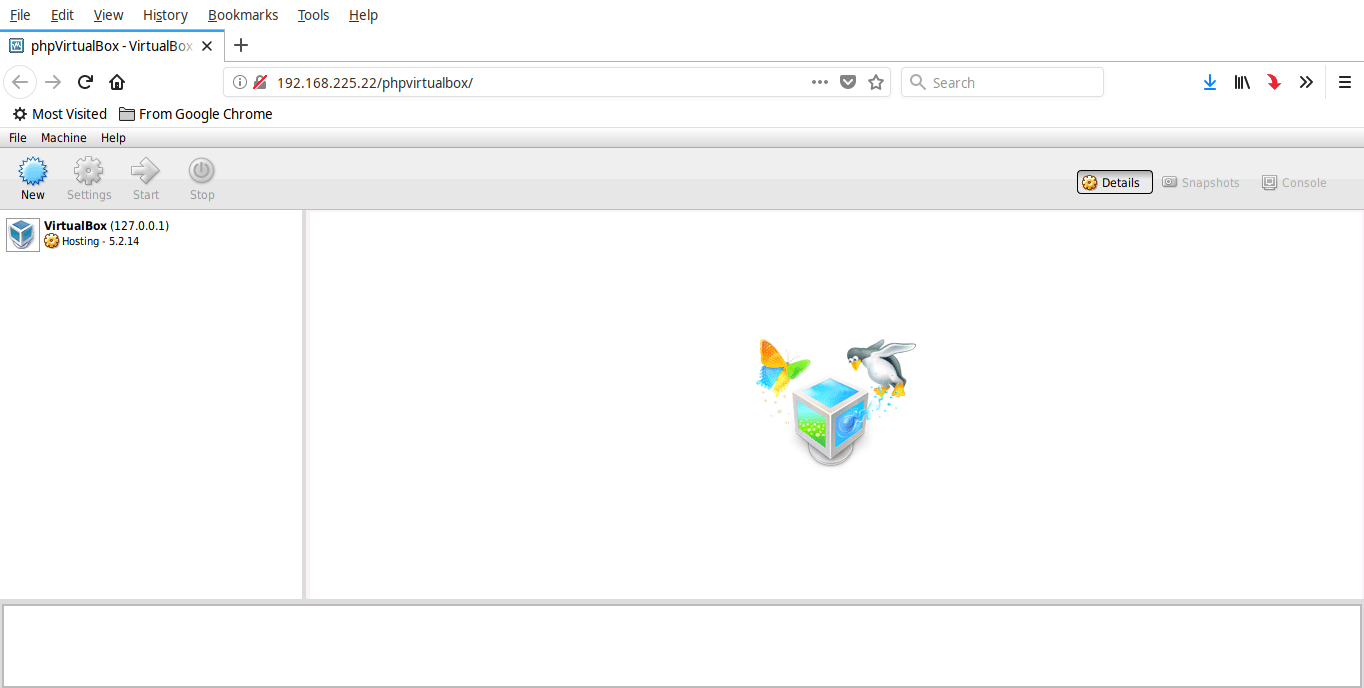 File Edit View History Bookmarks Tools Help
phpVirtualBox - VirtualBox
192.168.225.22/phpvirtualbox/ Search
Most Visited From Google Chrome
File Machine Help
New Settings Start Stop Details Snapshots Console
VirtualBox (127.0.0.1)
Hosting - 5.2.14